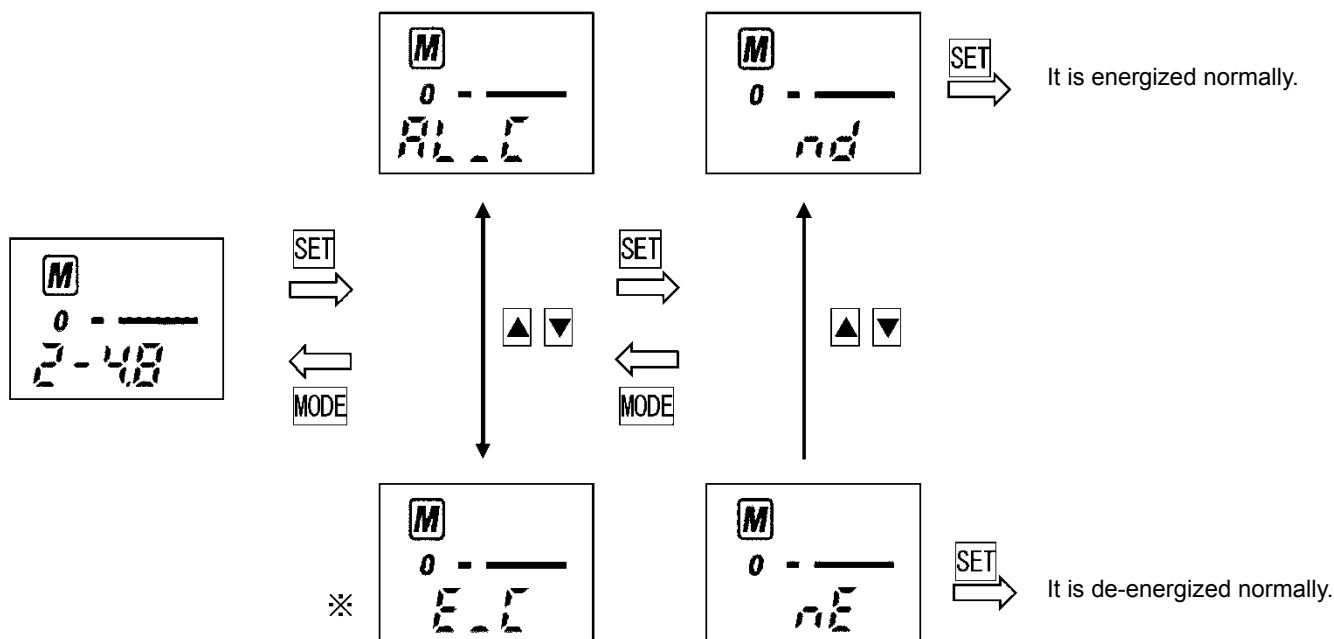 M
0
AL_C
M
0
nd
SET
It is energized normally.
M
0
2-4.8
SET
MODE
▲ ▼
SET
MODE
▲ ▼
※
M
0
E_C
M
0
nE
SET
It is de-energized normally.